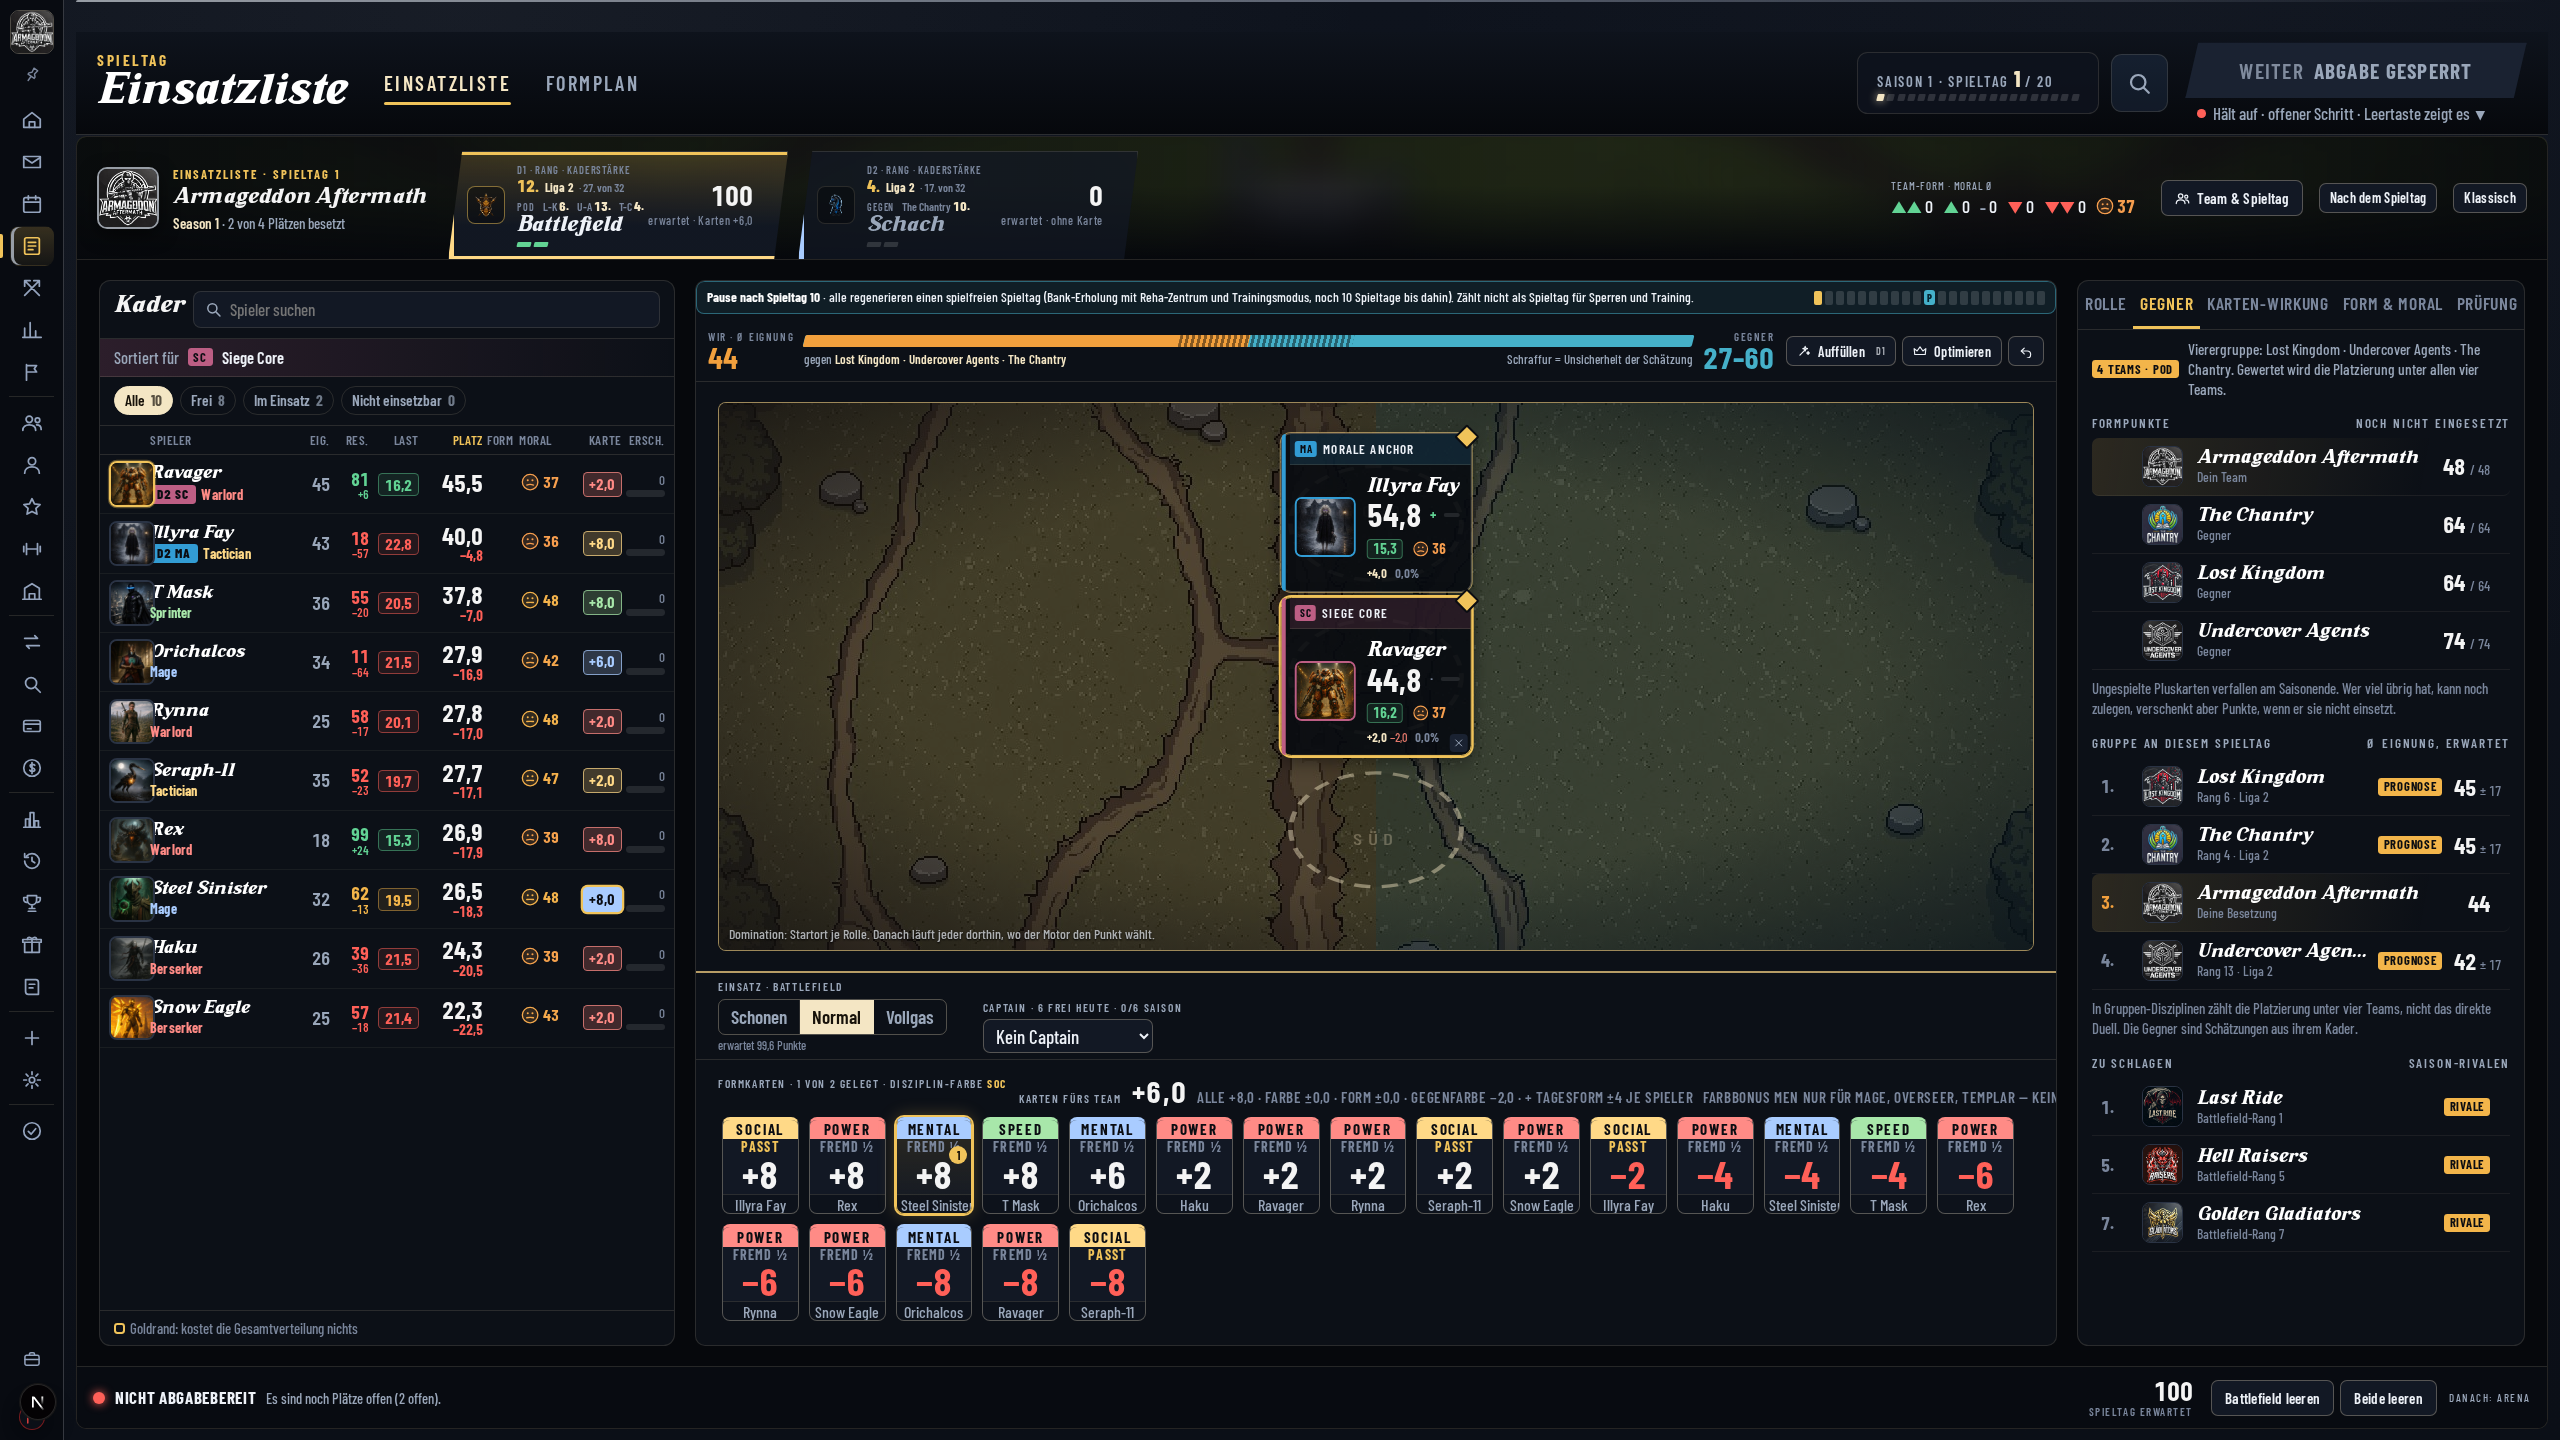 SPIELTAG
Einsatzliste
EINSATZLISTE
FORMPLAN
SAISON 1 · SPIELTAG 1 / 20
WEITER ABGABE GESPERRT
Hält auf · offener Schritt · Leertaste zeigt es ▼
EINSATZLISTE · SPIELTAG 1
Armageddon Aftermath
Season 1 · 2 von 4 Plätzen besetzt
D1 · RANG · KADERSTÄRKE
12. Liga 2 · 27. von 32
POD L-K 6. U-A 13. T-C 4.
Battlefield
100
erwartet · Karten +6,0
D2 · RANG · KADERSTÄRKE
4. Liga 2 · 17. von 32
GEGEN The Chantry 10.
Schach
0
erwartet · ohne Karte
TEAM-FORM · MORAL Ø
▲▲ 0 ▲ 0 – 0 ▼ 0 ▼▼ 0 37
Team & Spieltag
Nach dem Spieltag
Klassisch
Kader
Spieler suchen
Sortiert für SC Siege Core
Alle 10
Frei 8
Im Einsatz 2
Nicht einsetzbar 0
SPIELER EIG. RES. LAST PLATZ FORM MORAL KARTE ERSCH.
Ravager
D2 SC Warlord
45 81 +6 16,2 45,5 37 +2,0 0
Illyra Fay
D2 MA Tactician
43 18 −57 22,8 40,0 −4,8 36 +8,0 0
T Mask
Sprinter
36 55 −20 20,5 37,8 −7,0 48 +8,0 0
Orichalcos
Mage
34 11 −64 21,5 27,9 −16,9 42 +6,0 0
Rynna
Warlord
25 58 −17 20,1 27,8 −17,0 48 +2,0 0
Seraph-11
Tactician
35 52 −23 19,7 27,7 −17,1 47 +2,0 0
Rex
Warlord
18 99 +24 15,3 26,9 −17,9 39 +8,0 0
Steel Sinister
Mage
32 62 −13 19,5 26,5 −18,3 48 +8,0 0
Haku
Berserker
26 39 −36 21,5 24,3 −20,5 39 +2,0 0
Snow Eagle
Berserker
25 57 −18 21,4 22,3 −22,5 43 +2,0 0
Goldrand: kostet die Gesamtverteilung nichts
Pause nach Spieltag 10 · alle regenerieren einen spielfreien Spieltag (Bank-Erholung mit Reha-Zentrum und Trainingsmodus, noch 10 Spieltage bis dahin). Zählt nicht als Spieltag für Sperren und Training.
P
WIR · Ø EIGNUNG
44
gegen Lost Kingdom · Undercover Agents · The Chantry
Schraffur = Unsicherheit der Schätzung
GEGNER
27–60
Auffüllen D1
Optimieren
MA MORALE ANCHOR
Illyra Fay
54,8 +
15,3 36
+4,0 0,0%
SC SIEGE CORE
Ravager
44,8 ·
16,2 37
+2,0 −2,0 0,0%
SÜD
Domination: Startort je Rolle. Danach läuft jeder dorthin, wo der Motor den Punkt wählt.
EINSATZ · BATTLEFIELD
Schonen
Normal
Vollgas
erwartet 99,6 Punkte
CAPTAIN · 6 FREI HEUTE · 0/6 SAISON
Kein Captain
FORMKARTEN · 1 VON 2 GELEGT · DISZIPLIN-FARBE SOC
KARTEN FÜRS TEAM +6,0 ALLE +8,0 · FARBE ±0,0 · FORM ±0,0 · GEGENFARBE −2,0 · + TAGESFORM ±4 JE SPIELER FARBBONUS MEN NUR FÜR MAGE, OVERSEER, TEMPLAR — KEIN
SOCIAL PASST +8 Illyra Fay
POWER FREMD ½ +8 Rex
MENTAL FREMD ½ 1 +8 Steel Sinister
SPEED FREMD ½ +8 T Mask
MENTAL FREMD ½ +6 Orichalcos
POWER FREMD ½ +2 Haku
POWER FREMD ½ +2 Ravager
POWER FREMD ½ +2 Rynna
SOCIAL PASST +2 Seraph-11
POWER FREMD ½ +2 Snow Eagle
SOCIAL PASST −2 Illyra Fay
POWER FREMD ½ −4 Haku
MENTAL FREMD ½ −4 Steel Sinister
SPEED FREMD ½ −4 T Mask
POWER FREMD ½ −6 Rex
POWER FREMD ½ −6 Rynna
POWER FREMD ½ −6 Snow Eagle
MENTAL FREMD ½ −8 Orichalcos
POWER FREMD ½ −8 Ravager
SOCIAL PASST −8 Seraph-11
ROLLE
GEGNER
KARTEN-WIRKUNG
FORM & MORAL
PRÜFUNG
4 TEAMS · POD
Vierergruppe: Lost Kingdom · Undercover Agents · The
Chantry. Gewertet wird die Platzierung unter allen vier
Teams.
FORMPUNKTE NOCH NICHT EINGESETZT
Armageddon Aftermath
Dein Team
48 / 48
The Chantry
Gegner
64 / 64
Lost Kingdom
Gegner
64 / 64
Undercover Agents
Gegner
74 / 74
Ungespielte Pluskarten verfallen am Saisonende. Wer viel übrig hat, kann noch
zulegen, verschenkt aber Punkte, wenn er sie nicht einsetzt.
GRUPPE AN DIESEM SPIELTAG Ø EIGNUNG, ERWARTET
1. Lost Kingdom
Rang 6 · Liga 2
PROGNOSE 45 ± 17
2. The Chantry
Rang 4 · Liga 2
PROGNOSE 45 ± 17
3. Armageddon Aftermath
Deine Besetzung
44
4. Undercover Agen...
Rang 13 · Liga 2
PROGNOSE 42 ± 17
In Gruppen-Disziplinen zählt die Platzierung unter vier Teams, nicht das direkte
Duell. Die Gegner sind Schätzungen aus ihrem Kader.
ZU SCHLAGEN SAISON-RIVALEN
1. Last Ride
Battlefield-Rang 1
RIVALE
5. Hell Raisers
Battlefield-Rang 5
RIVALE
7. Golden Gladiators
Battlefield-Rang 7
RIVALE
N
NICHT ABGABEBEREIT Es sind noch Plätze offen (2 offen).
100
SPIELTAG ERWARTET
Battlefield leeren
Beide leeren
DANACH: ARENA